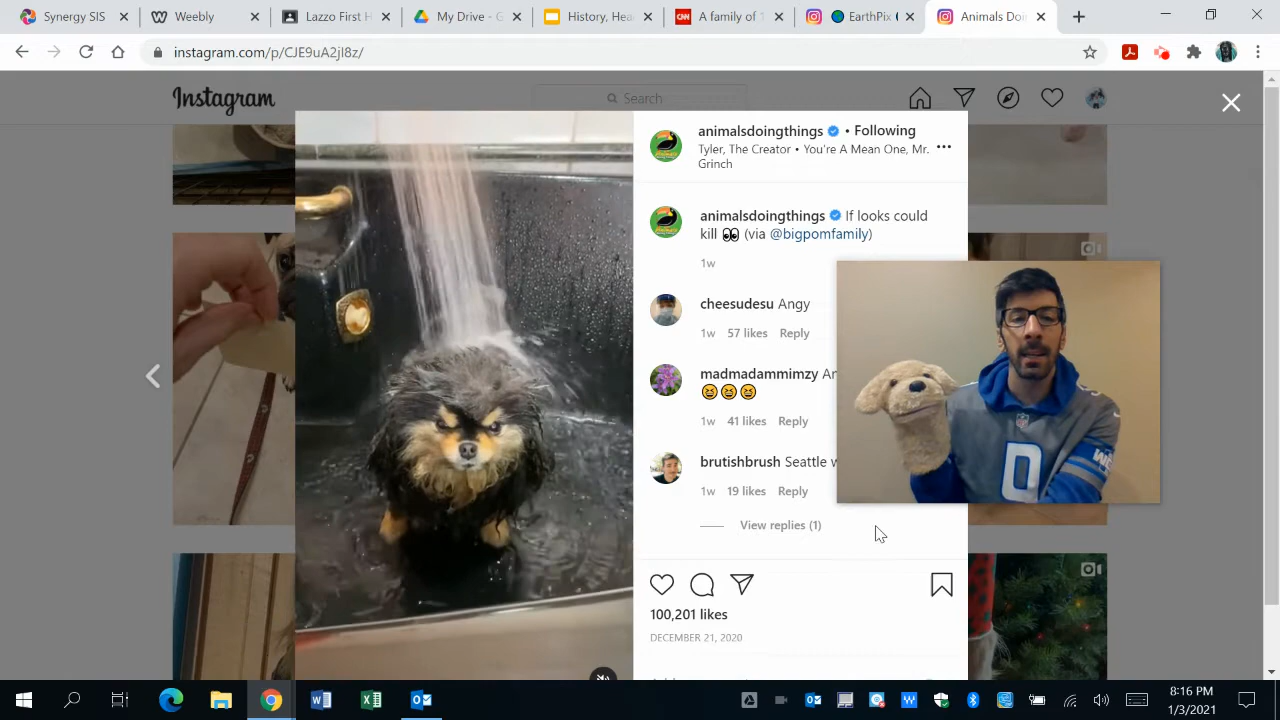 Synergy SIS
Weebly
Lazzo First H
My Drive - G
History, Hea
A family of 1
EarthPix
Animals Doi
instagram.com/p/CJE9uA2jI8z/
Instagram
Search
animalsdoingthings • Following
Tyler, The Creator • You're A Mean One, Mr.
Grinch
animalsdoingthings If looks could
kill 👀 (via @bigpomfamily)
1w
cheesudesu Angy
1w 57 likes Reply
madmadammimzy
😆😆😆
1w 41 likes Reply
brutishbrush Seattle
1w 19 likes Reply
View replies (1)
100,201 likes
DECEMBER 21, 2020
8:16 PM
1/3/2021